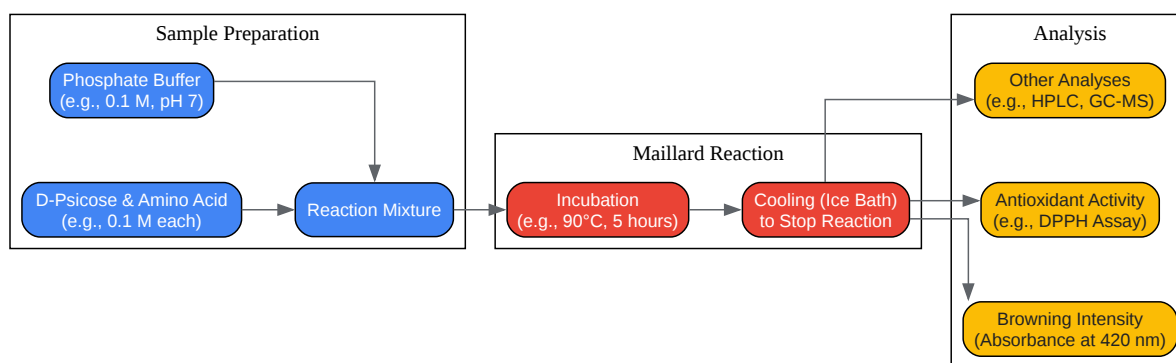 Sample Preparation
Phosphate Buffer
(e.g., 0.1 M, pH 7)
D-Psicose & Amino Acid
(e.g., 0.1 M each)
Reaction Mixture
Maillard Reaction
Incubation
(e.g., 90°C, 5 hours)
Cooling (Ice Bath)
to Stop Reaction
Analysis
Other Analyses
(e.g., HPLC, GC-MS)
Antioxidant Activity
(e.g., DPPH Assay)
Browning Intensity
(Absorbance at 420 nm)